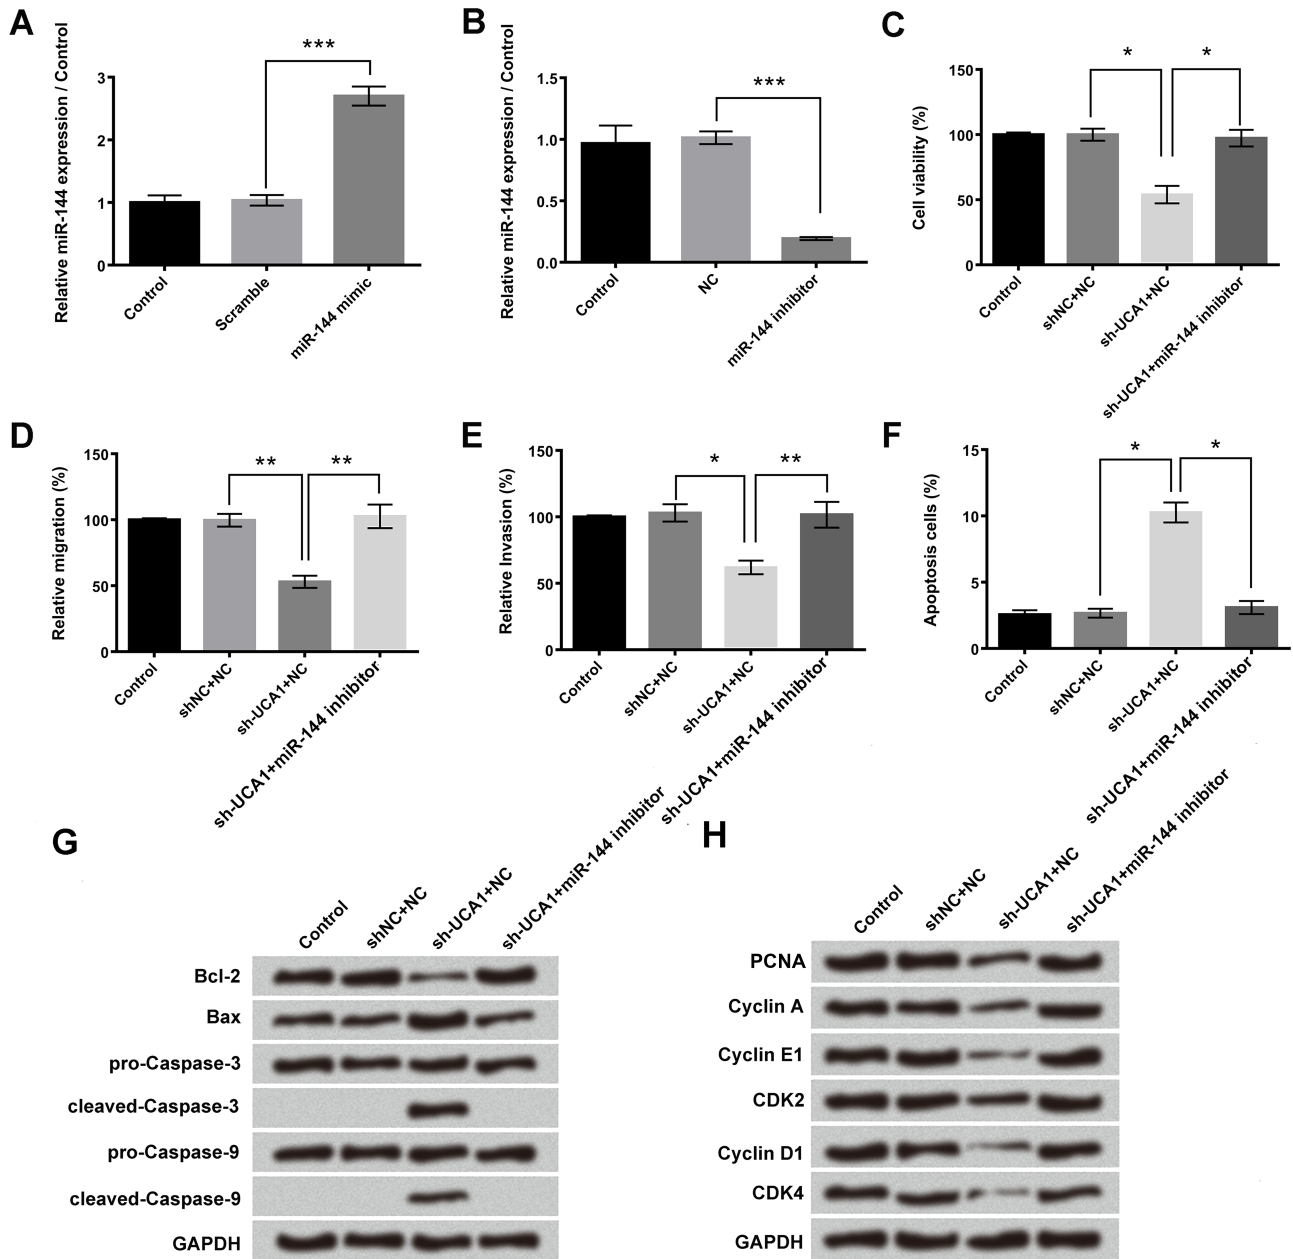 A
Relative miR-144 expression / Control
***
3
2
1
0
Control
Scramble
miR-144 mimic
B
Relative miR-144 expression / Control
***
1.5
1.0
0.5
0.0
Control
NC
miR-144 inhibitor
C
Cell viability (%)
* *
150
100
50
0
Control
shNC+NC
sh-UCA1+NC
sh-UCA1+miR-144 inhibitor
D
Relative migration (%)
** **
150
100
50
0
Control
shNC+NC
sh-UCA1+NC
sh-UCA1+miR-144 inhibitor
E
Relative Invasion (%)
* **
150
100
50
0
Control
shNC+NC
sh-UCA1+NC
sh-UCA1+miR-144 inhibitor
F
Apoptosis cells (%)
* *
15
10
5
0
Control
shNC+NC
sh-UCA1+NC
sh-UCA1+miR-144 inhibitor
G
Control
shNC+NC
sh-UCA1+NC
sh-UCA1+miR-144 inhibitor
Bcl-2
Bax
pro-Caspase-3
cleaved-Caspase-3
pro-Caspase-9
cleaved-Caspase-9
GAPDH
H
Control
shNC+NC
sh-UCA1+NC
sh-UCA1+miR-144 inhibitor
PCNA
Cyclin A
Cyclin E1
CDK2
Cyclin D1
CDK4
GAPDH